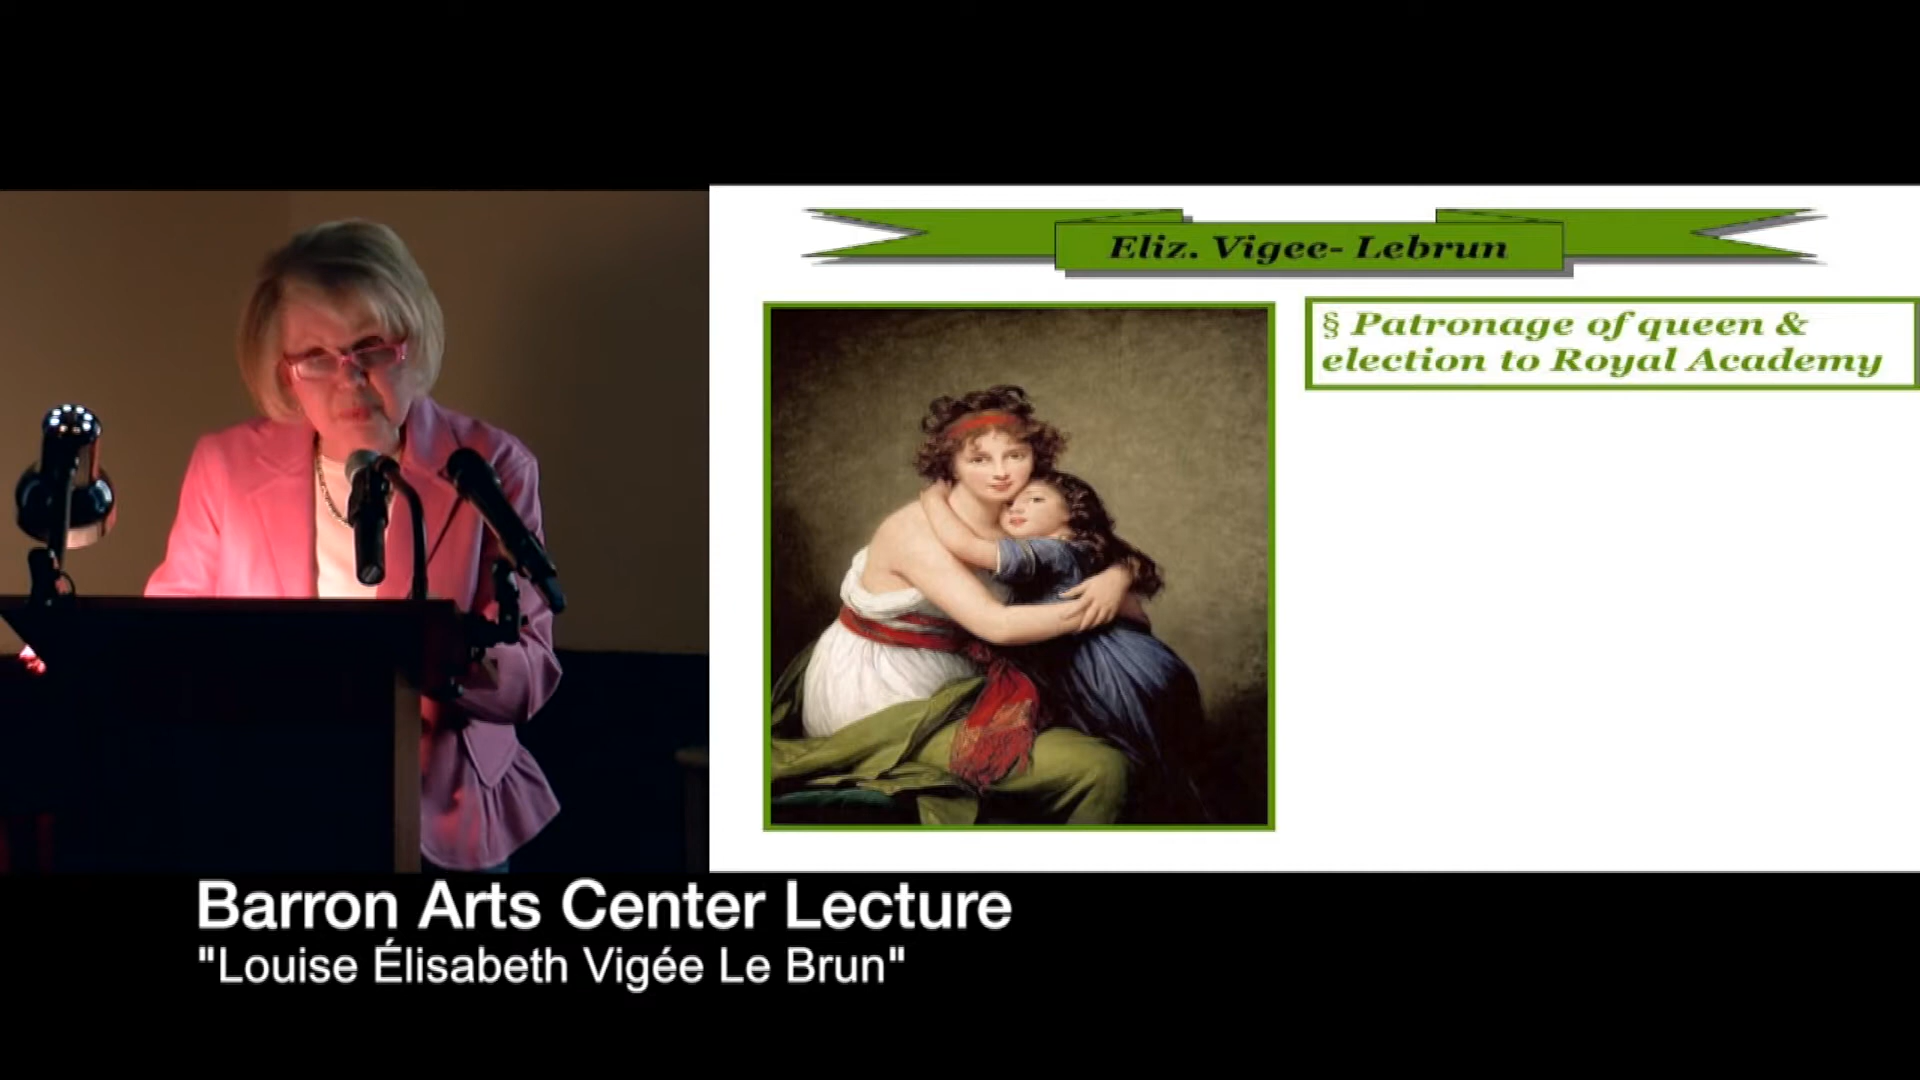 Eliz. Vigee- Lebrun
§ Patronage of queen &
election to Royal Academy
Barron Arts Center Lecture
"Louise Élisabeth Vigée Le Brun"